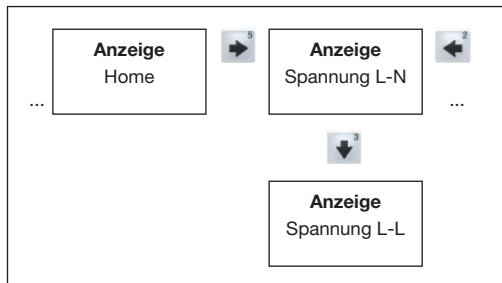 Anzeige
Home
5
Anzeige
Spannung L-N
2
...
...
3
Anzeige
Spannung L-L